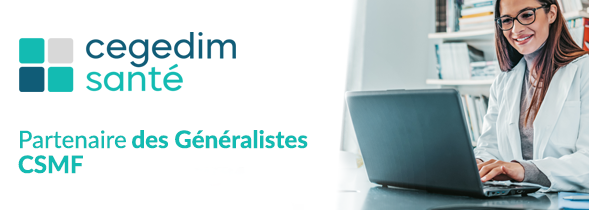 cegedim
santé
Partenaire des Généralistes
CSMF